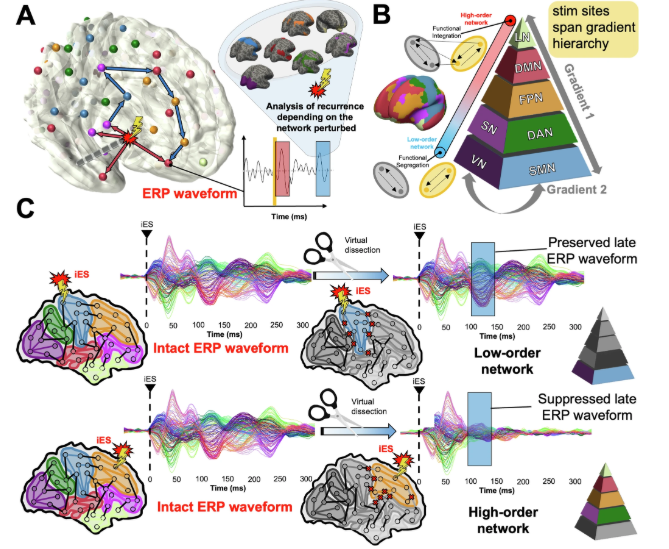 A
ERP waveform
Analysis of recurrence
depending on the
network perturbed
Time (ms)
B
High-order
network
Functional
Integration
Low-order
network
Functional
Segregation
LN
DMN
FPN
SN
DAN
VN
SMN
Gradient 1
Gradient 2
stim sites
span gradient
hierarchy
C
iES
iES
0
50
100
150
200
250
300
Time (ms)
Intact ERP waveform
Virtual
dissection
iES
iES
0
50
100
150
200
250
300
Time (ms)
Preserved late
ERP waveform
Low-order
network
iES
iES
0
50
100
150
200
250
300
Time (ms)
Intact ERP waveform
Virtual
dissection
iES
iES
0
50
100
150
200
250
300
Time (ms)
Suppressed late
ERP waveform
High-order
network